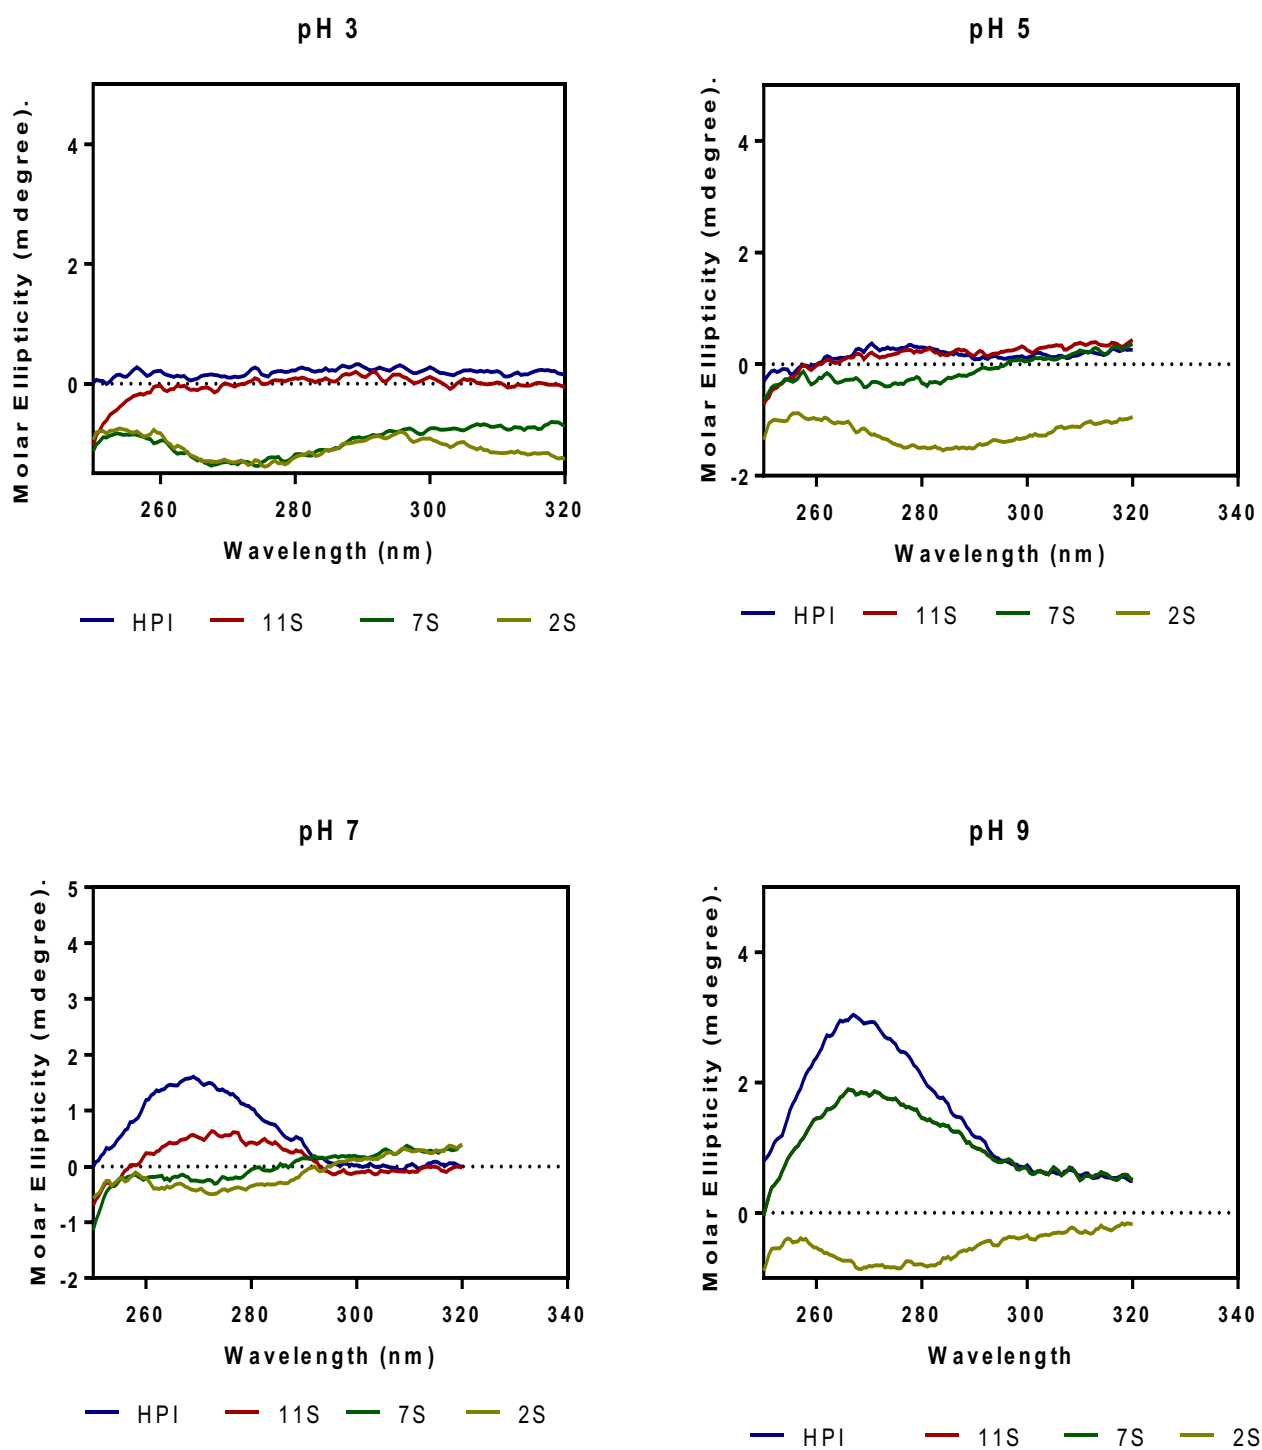 pH 3
Molar Ellipticity (mdegree).
4
2
0
260 280 300 320
Wavelength (nm)
HPI 11S 7S 2S
pH 5
Molar Ellipticity (mdegree).
4
2
0
-2
260 280 300 320 340
Wavelength (nm)
HPI 11S 7S 2S
pH 7
Molar Ellipticity (mdegree).
5
4
3
2
1
0
-1
-2
260 280 300 320 340
Wavelength (nm)
HPI 11S 7S 2S
pH 9
Molar Ellipticity (mdegree).
4
2
0
260 280 300 320 340
Wavelength
HPI 11S 7S 2S